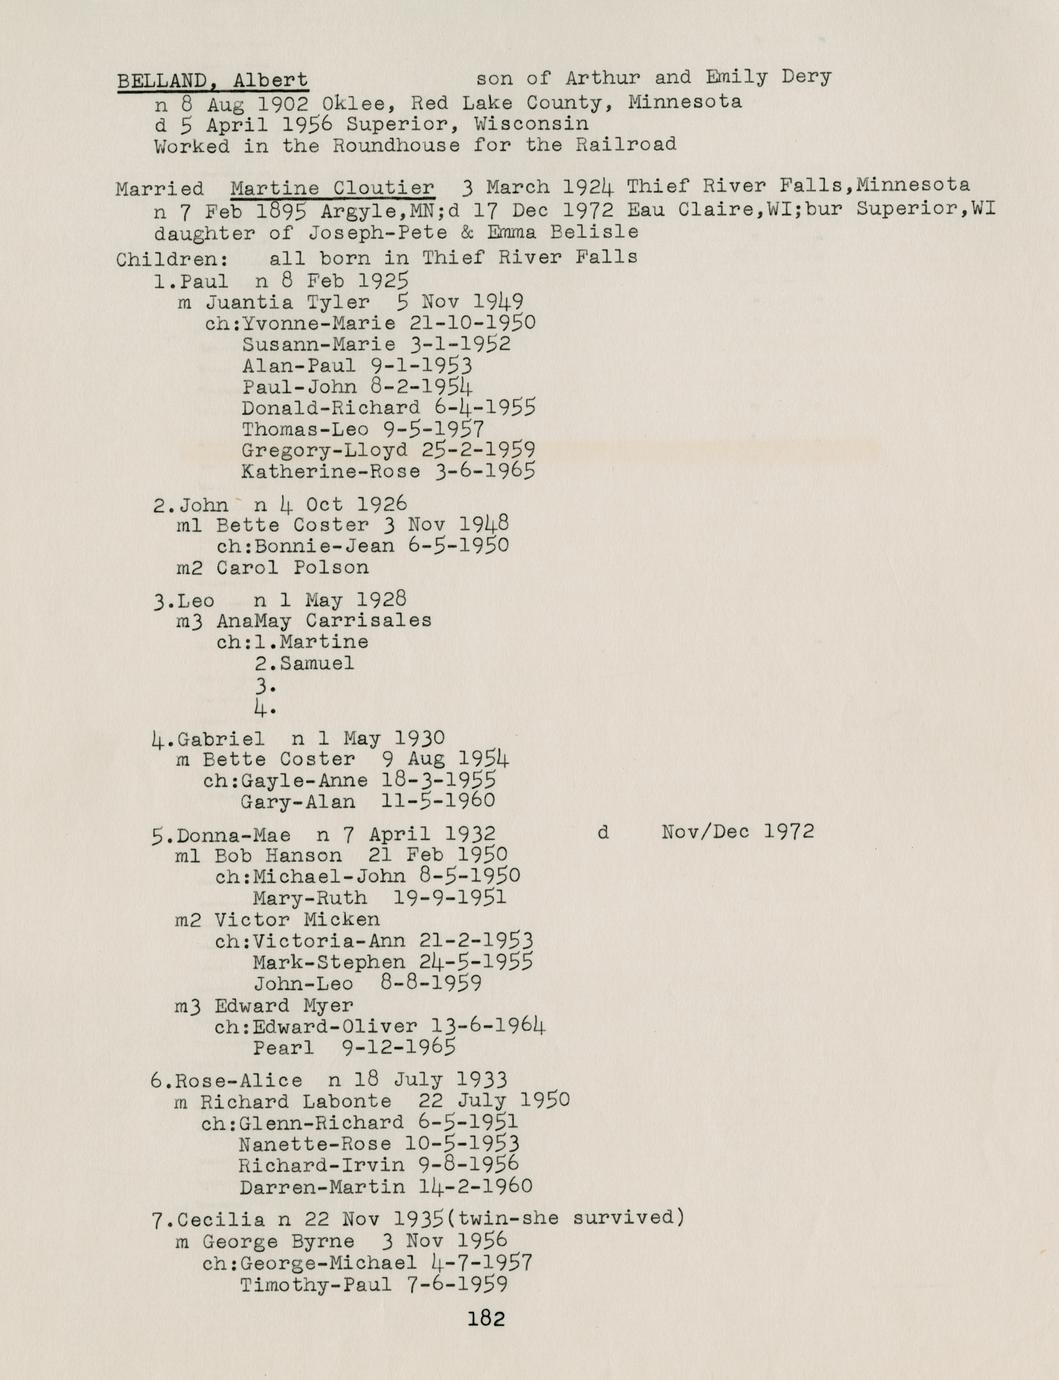 BELLAND, Albert son of Arthur and Emily Dery
n 8 Aug 1902 Oklee, Red Lake County, Minnesota
d 5 April 1956 Superior, Wisconsin
Worked in the Roundhouse for the Railroad
Married Martine Cloutier 3 March 1924 Thief River Falls,Minnesota
n 7 Feb 1895 Argyle,MN;d 17 Dec 1972 Eau Claire,WI;bur Superior,WI
daughter of Joseph-Pete & Emma Belisle
Children: all born in Thief River Falls
1.Paul n 8 Feb 1925
m Juantia Tyler 5 Nov 1949
ch:Yvonne-Marie 21-10-1950
Susann-Marie 3-1-1952
Alan-Paul 9-1-1953
Paul-John 8-2-1954
Donald-Richard 6-4-1955
Thomas-Leo 9-5-1957
Gregory-Lloyd 25-2-1959
Katherine-Rose 3-6-1965
2.John n 4 Oct 1926
m1 Bette Coster 3 Nov 1948
ch:Bonnie-Jean 6-5-1950
m2 Carol Polson
3.Leo n 1 May 1928
m3 AnaMay Carrisales
ch:1.Martine
2.Samuel
3.
4.
4.Gabriel n 1 May 1930
m Bette Coster 9 Aug 1954
ch:Gayle-Anne 18-3-1955
Gary-Alan 11-5-1960
5.Donna-Mae n 7 April 1932 d Nov/Dec 1972
m1 Bob Hanson 21 Feb 1950
ch:Michael-John 8-5-1950
Mary-Ruth 19-9-1951
m2 Victor Micken
ch:Victoria-Ann 21-2-1953
Mark-Stephen 24-5-1955
John-Leo 8-8-1959
m3 Edward Myer
ch:Edward-Oliver 13-6-1964
Pearl 9-12-1965
6.Rose-Alice n 18 July 1933
m Richard Labonte 22 July 1950
ch:Glenn-Richard 6-5-1951
Nanette-Rose 10-5-1953
Richard-Irvin 9-8-1956
Darren-Martin 14-2-1960
7.Cecilia n 22 Nov 1935(twin-she survived)
m George Byrne 3 Nov 1956
ch:George-Michael 4-7-1957
Timothy-Paul 7-6-1959
182